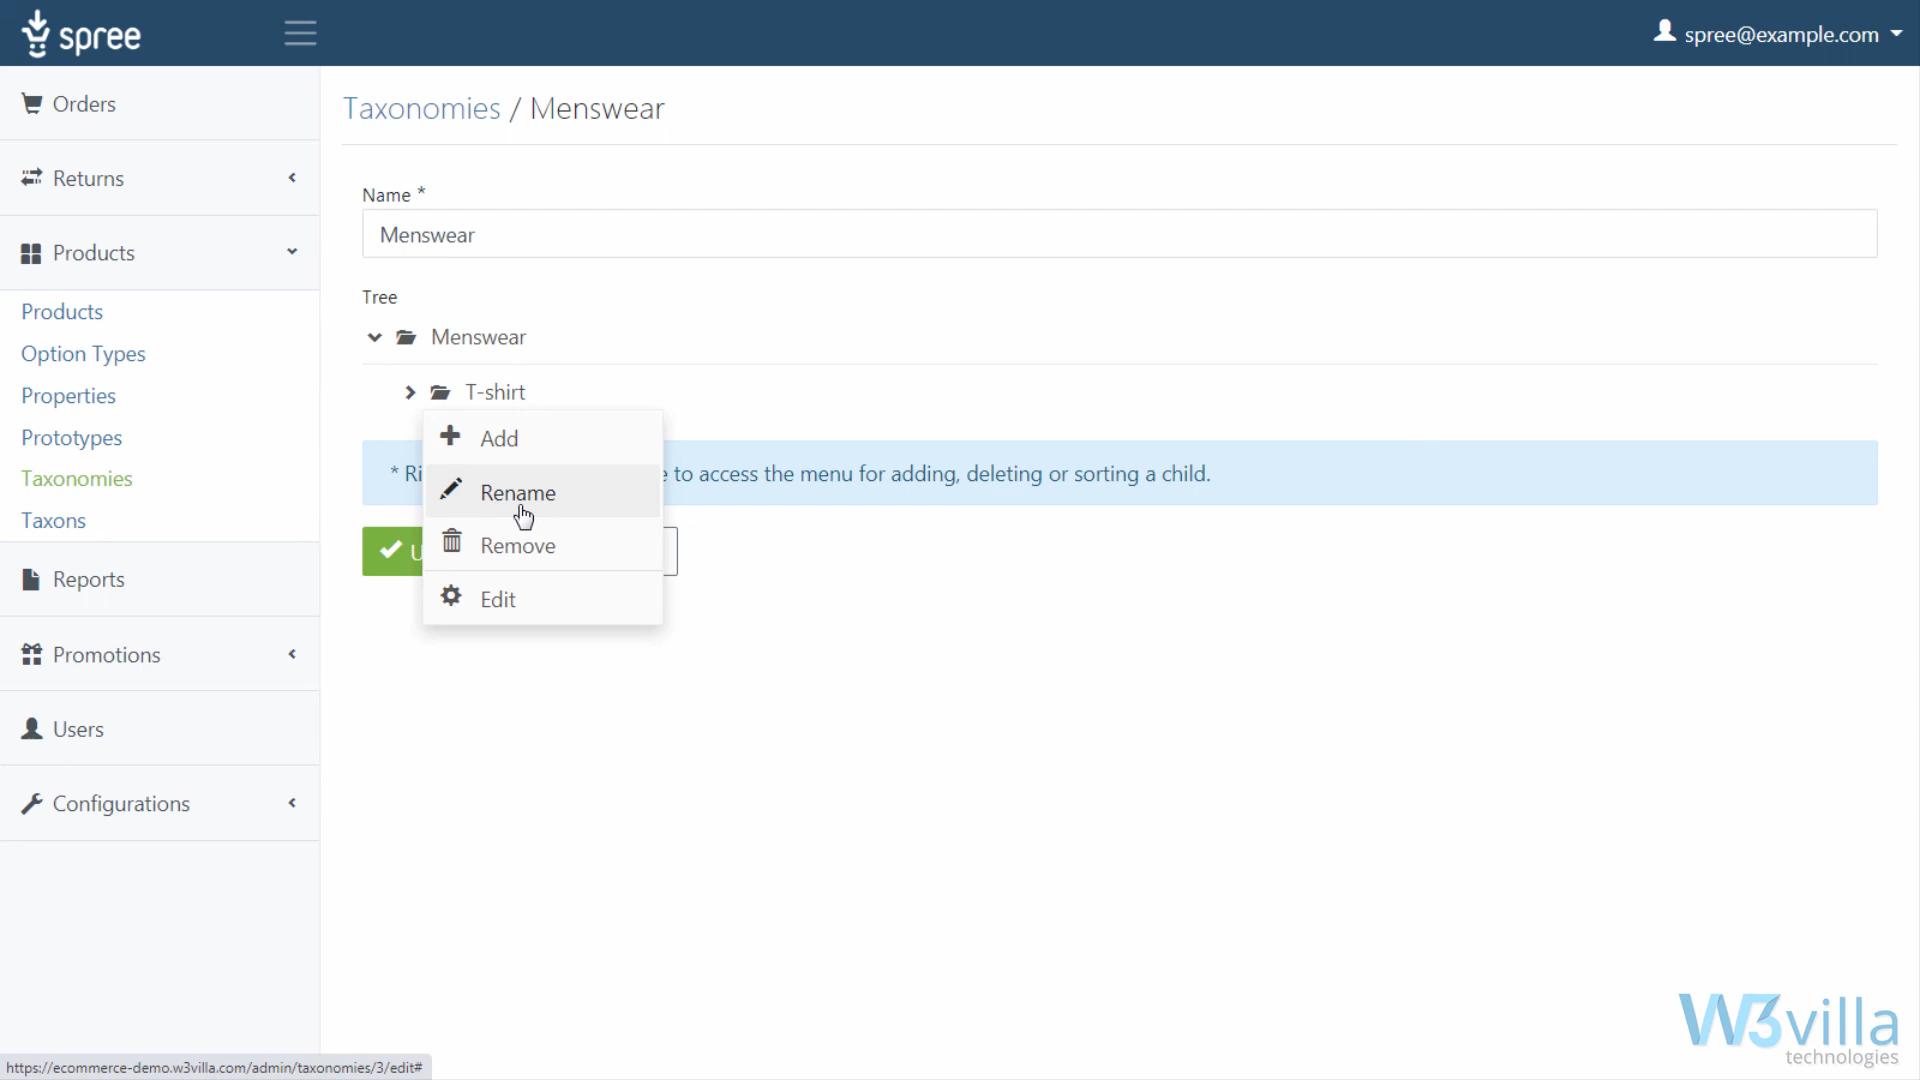 spree
spree@example.com
Orders
Returns
Products
Products
Option Types
Properties
Prototypes
Taxonomies
Taxons
Reports
Promotions
Users
Configurations
Taxonomies / Menswear
Name *
Menswear
Tree
Menswear
T-shirt
Add
Rename
Remove
Edit
* Ri
to access the menu for adding, deleting or sorting a child.
W3villa
technologies
https://ecommerce-demo.w3villa.com/admin/taxonomies/3/edit#